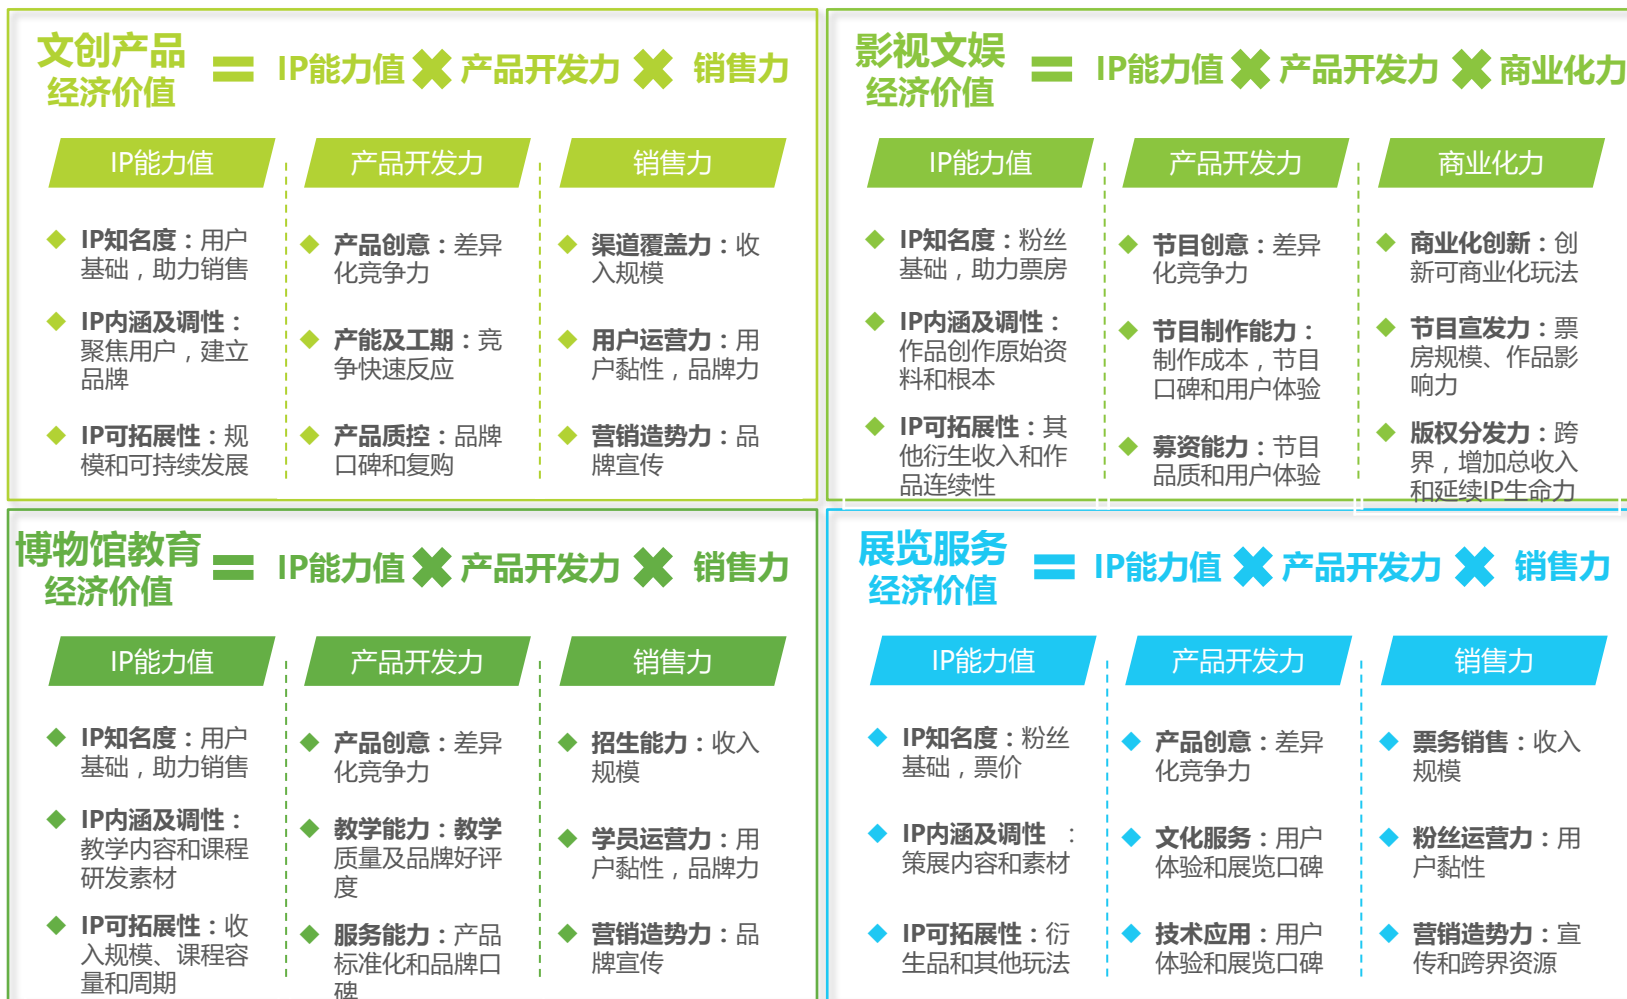 文创产品
经济价值
IP能力值
产品开发力
销售力
IP能力值
产品开发力
销售力
IP知名度：用户
基础，助力销售
IP内涵及调性：
聚焦用户，建立
品牌
IP可拓展性：规
模和可持续发展
产品创意：差异
化竞争力
产能及工期：竞
争快速反应
产品质控：品牌
口碑和复购
渠道覆盖力：收
入规模
用户运营力：用
户黏性，品牌力
营销造势力：品
牌宣传
影视文娱
经济价值
IP能力值
产品开发力
商业化力
IP能力值
产品开发力
商业化力
IP知名度：粉丝
基础，助力票房
IP内涵及调性：
作品创作原始资
料和根本
IP可拓展性：其
他衍生收入和作
品连续性
节目创意：差异
化竞争力
节目制作能力：
制作成本，节目
口碑和用户体验
募资能力：节目
品质和用户体验
商业化创新：创
新可商业化玩法
节目宣发力：票
房规模、作品影
响力
版权分发力：跨
界，增加总收入
和延续IP生命力
博物馆教育
经济价值
IP能力值
产品开发力
销售力
IP能力值
产品开发力
销售力
IP知名度：用户
基础，助力销售
IP内涵及调性：
教学内容和课程
研发素材
IP可拓展性：收
入规模、课程容
量和周期
产品创意：差异
化竞争力
教学能力：教学
质量及品牌好评
度
服务能力：产品
标准化和品牌口
碑
招生能力：收入
规模
学员运营力：用
户黏性，品牌力
营销造势力：品
牌宣传
展览服务
经济价值
IP能力值
产品开发力
销售力
IP能力值
产品开发力
销售力
IP知名度：粉丝
基础，票价
IP内涵及调性 ：
策展内容和素材
IP可拓展性：衍
生品和其他玩法
产品创意：差异
化竞争力
文化服务：用户
体验和展览口碑
技术应用：用户
体验和展览口碑
票务销售：收入
规模
粉丝运营力：用
户黏性
营销造势力：宣
传和跨界资源